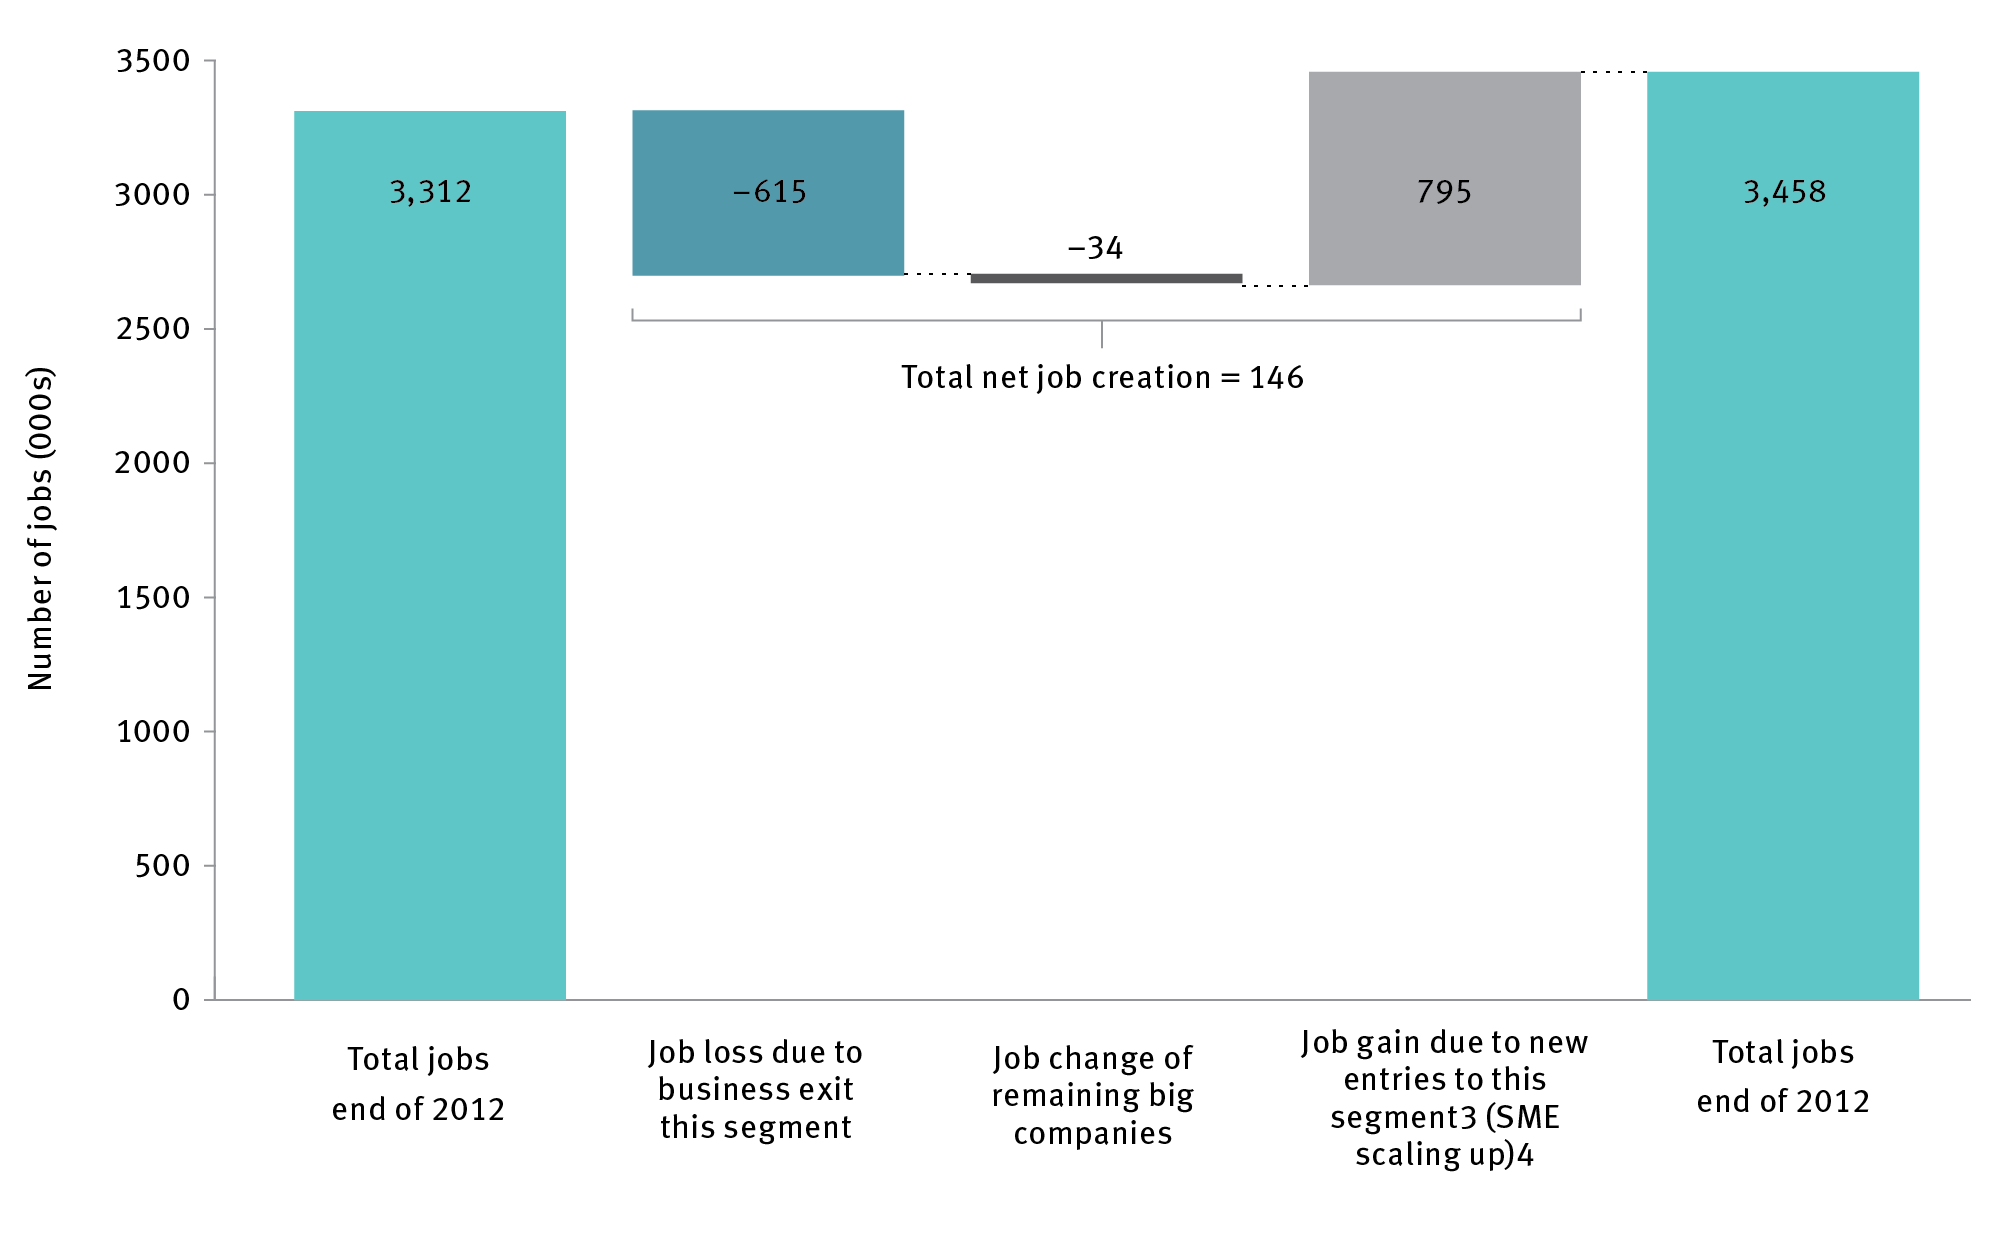 Number of jobs (000s)
3500
3000
2500
2000
1500
1000
500
0
3,312
–615
–34
795
3,458
Total net job creation = 146
Total jobs
end of 2012
Job loss due to
business exit
this segment
Job change of
remaining big
companies
Job gain due to new
entries to this
segment3 (SME
scaling up)4
Total jobs
end of 2012